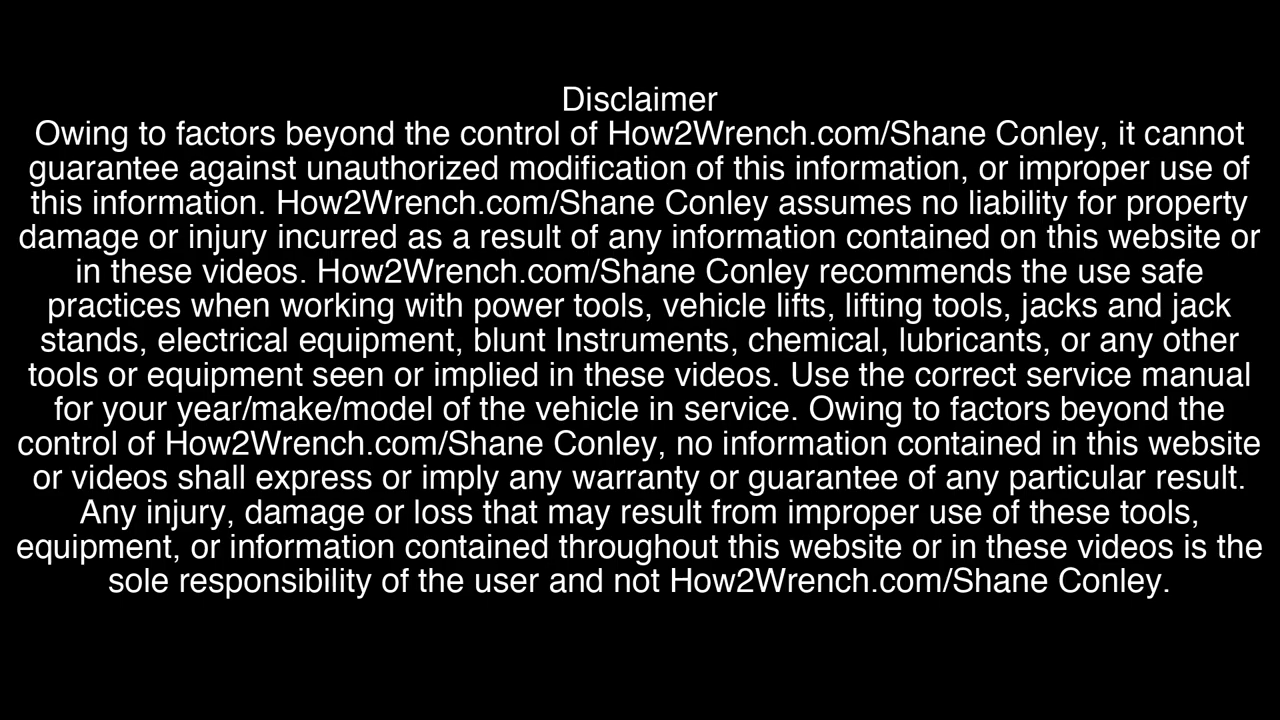 Disclaimer
Owing to factors beyond the control of How2Wrench.com/Shane Conley, it cannot
guarantee against unauthorized modification of this information, or improper use of
this information. How2Wrench.com/Shane Conley assumes no liability for property
damage or injury incurred as a result of any information contained on this website or
in these videos. How2Wrench.com/Shane Conley recommends the use safe
practices when working with power tools, vehicle lifts, lifting tools, jacks and jack
stands, electrical equipment, blunt Instruments, chemical, lubricants, or any other
tools or equipment seen or implied in these videos. Use the correct service manual
for your year/make/model of the vehicle in service. Owing to factors beyond the
control of How2Wrench.com/Shane Conley, no information contained in this website
or videos shall express or imply any warranty or guarantee of any particular result.
Any injury, damage or loss that may result from improper use of these tools,
equipment, or information contained throughout this website or in these videos is the
sole responsibility of the user and not How2Wrench.com/Shane Conley.